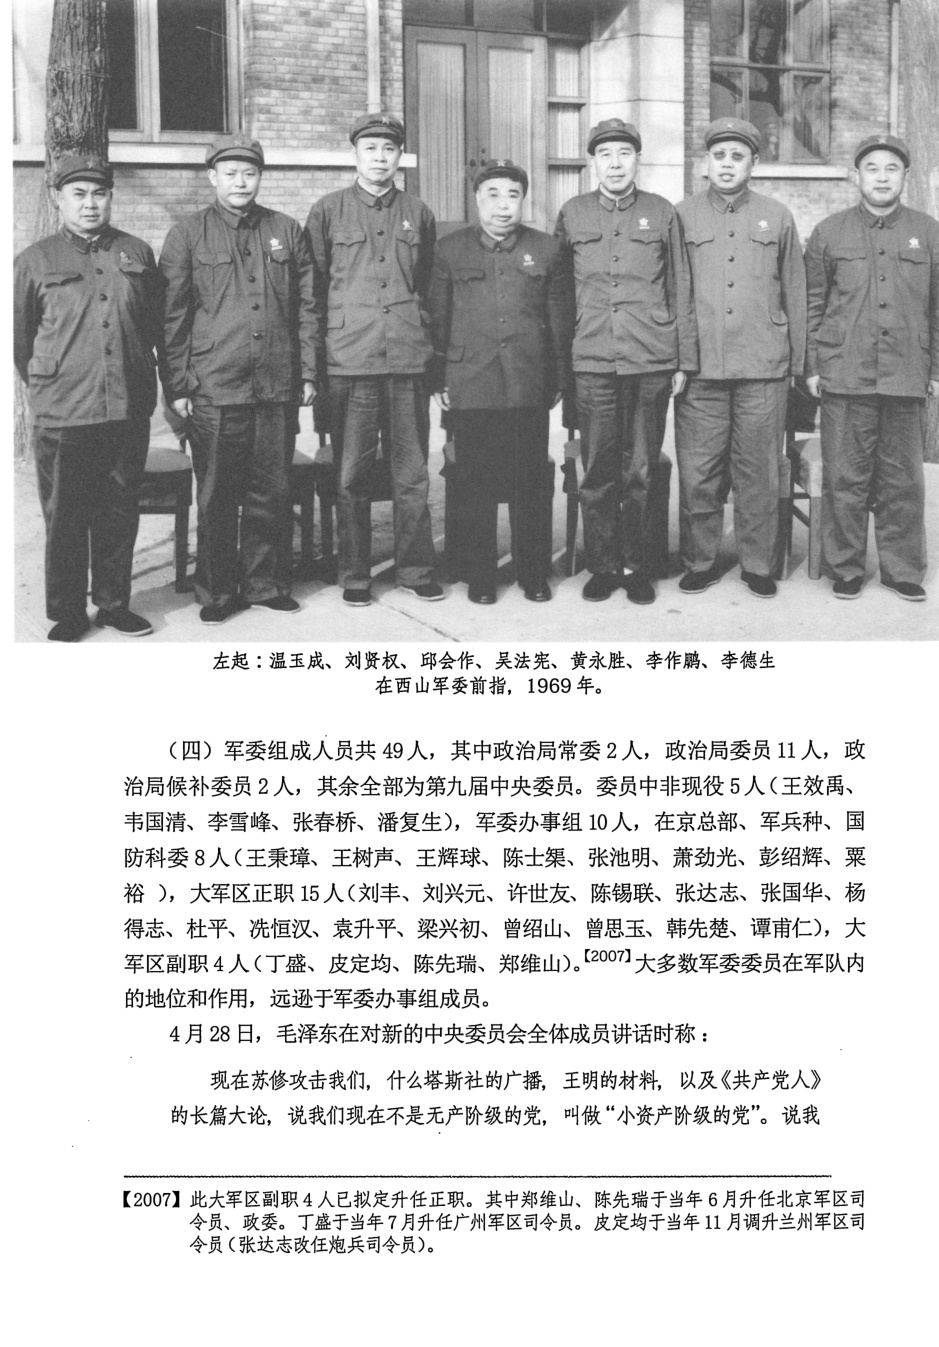 左起：温玉成、刘贤权、邱会作、吴法宪、黄永胜、李作鹏、李德生
在西山军委前指，1969 年。
（四）军委组成人员共 49 人，其中政治局常委 2 人，政治局委员 11 人，政
治局候补委员 2 人，其余全部为第九届中央委员。委员中非现役 5 人（王效禹、
韦国清、李雪峰、张春桥、潘复生），军委办事组 10 人，在京总部、军兵种、国
防科委 8 人（王秉璋、王树声、王辉球、陈士榘、张池明、萧劲光、彭绍辉、粟
裕 ），大军区正职 15 人（刘丰、刘兴元、许世友、陈锡联、张达志、张国华、杨
得志、杜平、冼恒汉、袁升平、梁兴初、曾绍山、曾思玉、韩先楚、谭甫仁），大
军区副职 4 人（丁盛、皮定均、陈先瑞、郑维山）。【2007】大多数军委委员在军队内
的地位和作用，远逊于军委办事组成员。
4 月 28 日，毛泽东在对新的中央委员会全体成员讲话时称：
现在苏修攻击我们，什么塔斯社的广播，王明的材料，以及《共产党人》
的长篇大论，说我们现在不是无产阶级的党，叫做“小资产阶级的党”。说我
【2007】此大军区副职 4 人已拟定升任正职。其中郑维山、陈先瑞于当年 6 月升任北京军区司
令员、政委。丁盛于当年 7 月升任广州军区司令员。皮定均于当年 11 月调升兰州军区司
令员（张达志改任炮兵司令员）。